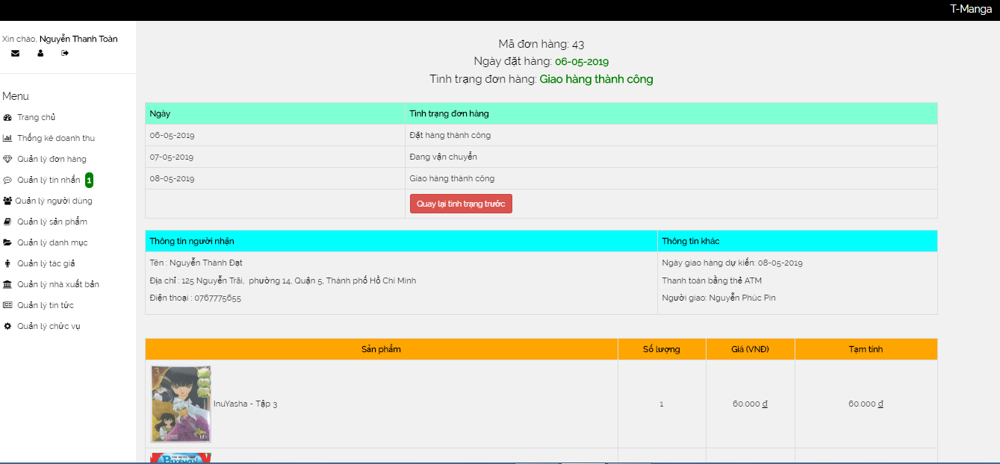 T-Manga
Xin chào, Nguyễn Thanh Toàn
Menu
Trang chủ
Thống kê doanh thu
Quản lý đơn hàng
Quản lý tin nhắn 1
Quản lý người dùng
Quản lý sản phẩm
Quản lý danh mục
Quản lý tác giả
Quản lý nhà xuất bản
Quản lý tin tức
Quản lý chức vụ
Mã đơn hàng: 43
Ngày đặt hàng: 06-05-2019
Tình trạng đơn hàng: Giao hàng thành công
Ngày Tình trạng đơn hàng
06-05-2019 Đặt hàng thành công
07-05-2019 Đang vận chuyển
08-05-2019 Giao hàng thành công
Quay lại tình trạng trước
Thông tin người nhận Thông tin khác
Tên : Nguyễn Thành Đạt Ngày giao hàng dự kiến: 08-05-2019
Địa chỉ : 125 Nguyễn Trãi, phường 14, Quận 5, Thành phố Hồ Chí Minh Thanh toán bằng thẻ ATM
Điện thoại : 0767775655 Người giao: Nguyễn Phúc Pin
Sản phẩm Số lượng Giá (VNĐ) Tạm tính
3
InuYasha - Tập 3 1 60.000 ₫ 60.000 ₫
POKÉMON